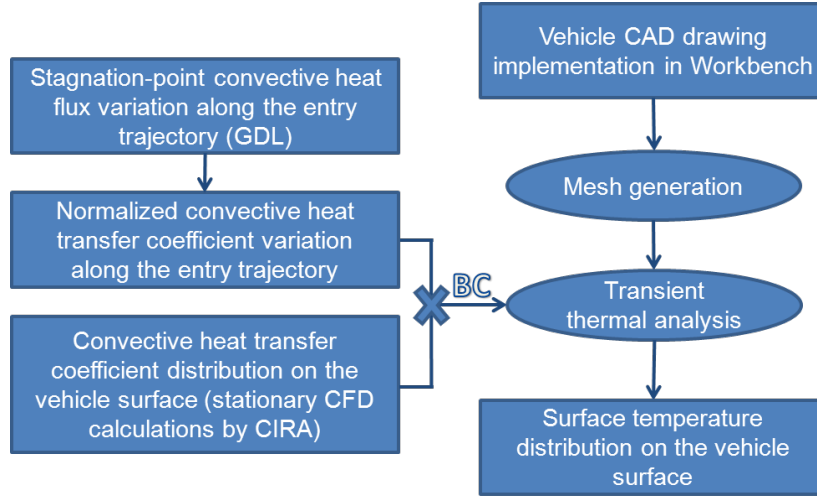 Stagnation-point convective heat
flux variation along the entry
trajectory (GDL)
Normalized convective heat
transfer coefficient variation
along the entry trajectory
Convective heat transfer
coefficient distribution on the
vehicle surface (stationary CFD
calculations by CIRA)
BC
Vehicle CAD drawing
implementation in Workbench
Mesh generation
Transient
thermal analysis
Surface temperature
distribution on the vehicle
surface